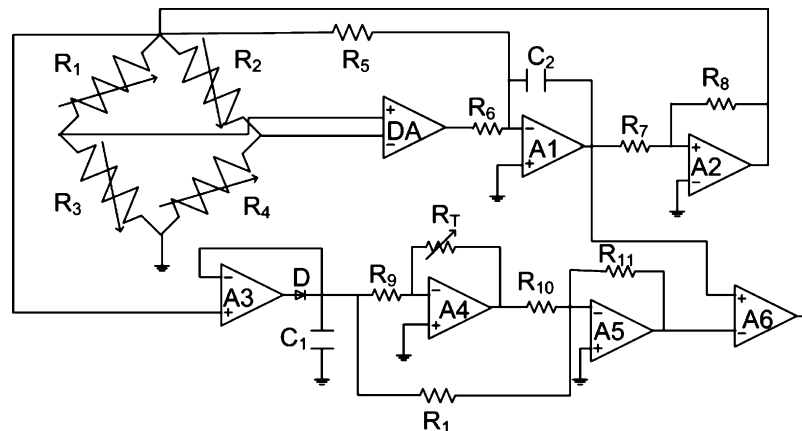 R1
R2
R5
C2
R8
R6
R7
+
DA
-
-
A1
+
+
A2
-
R3
R4
RT
R11
-
A3
+
D
R9
-
A4
+
R10
-
A5
+
+
A6
-
C1
R1